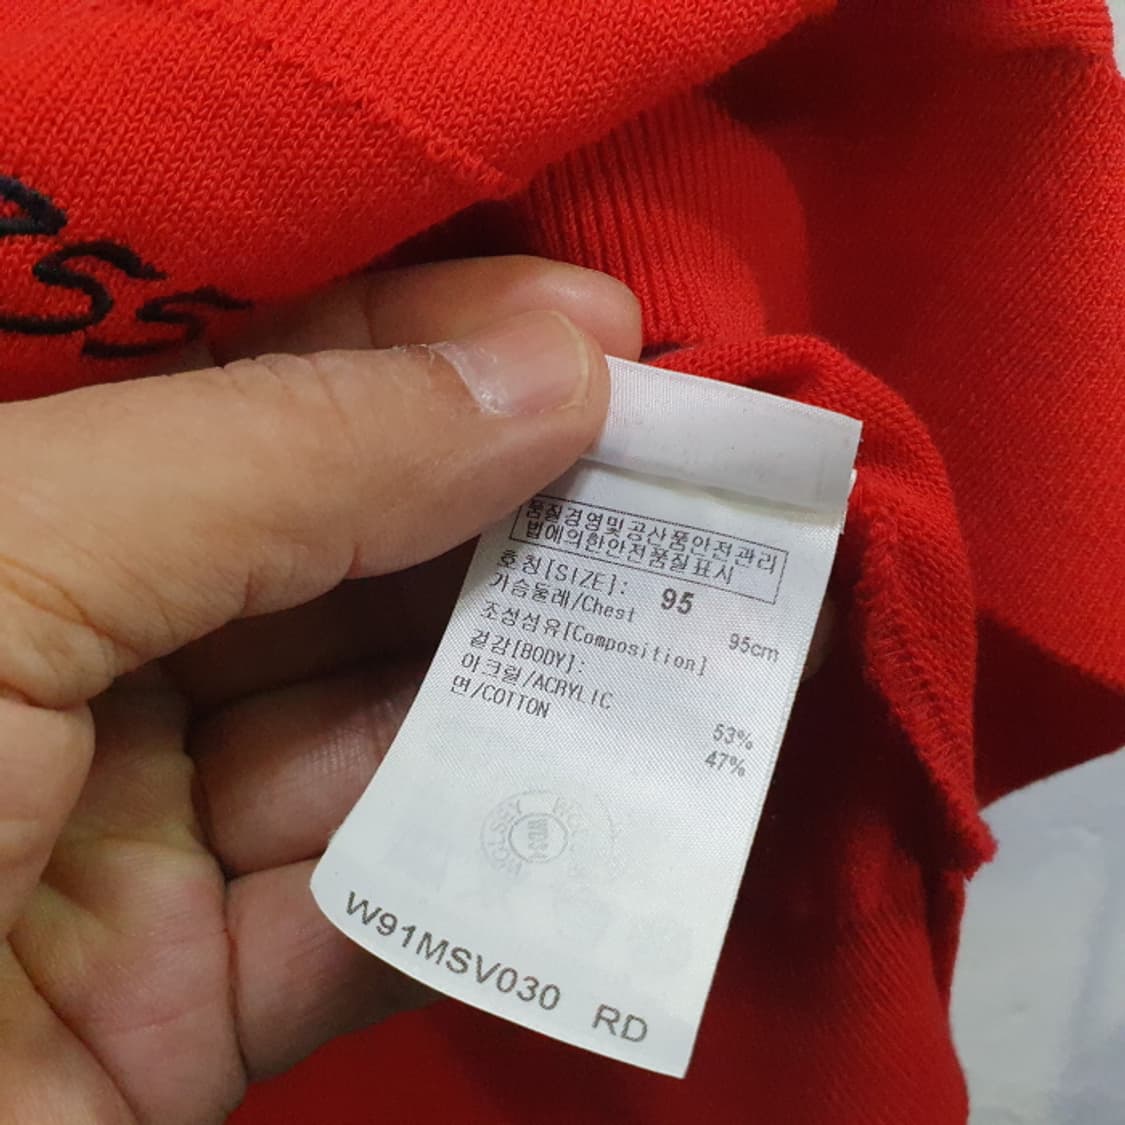 ss
품질경영및공산품안전관리
법에의한안전품질표시
호칭[SIZE]: 95
가슴둘레/Chest 95cm
조성섬유[Composition]
겉감[BODY]:
아크릴/ACRYLIC 53%
면/COTTON 47%
W91MSV030 RD